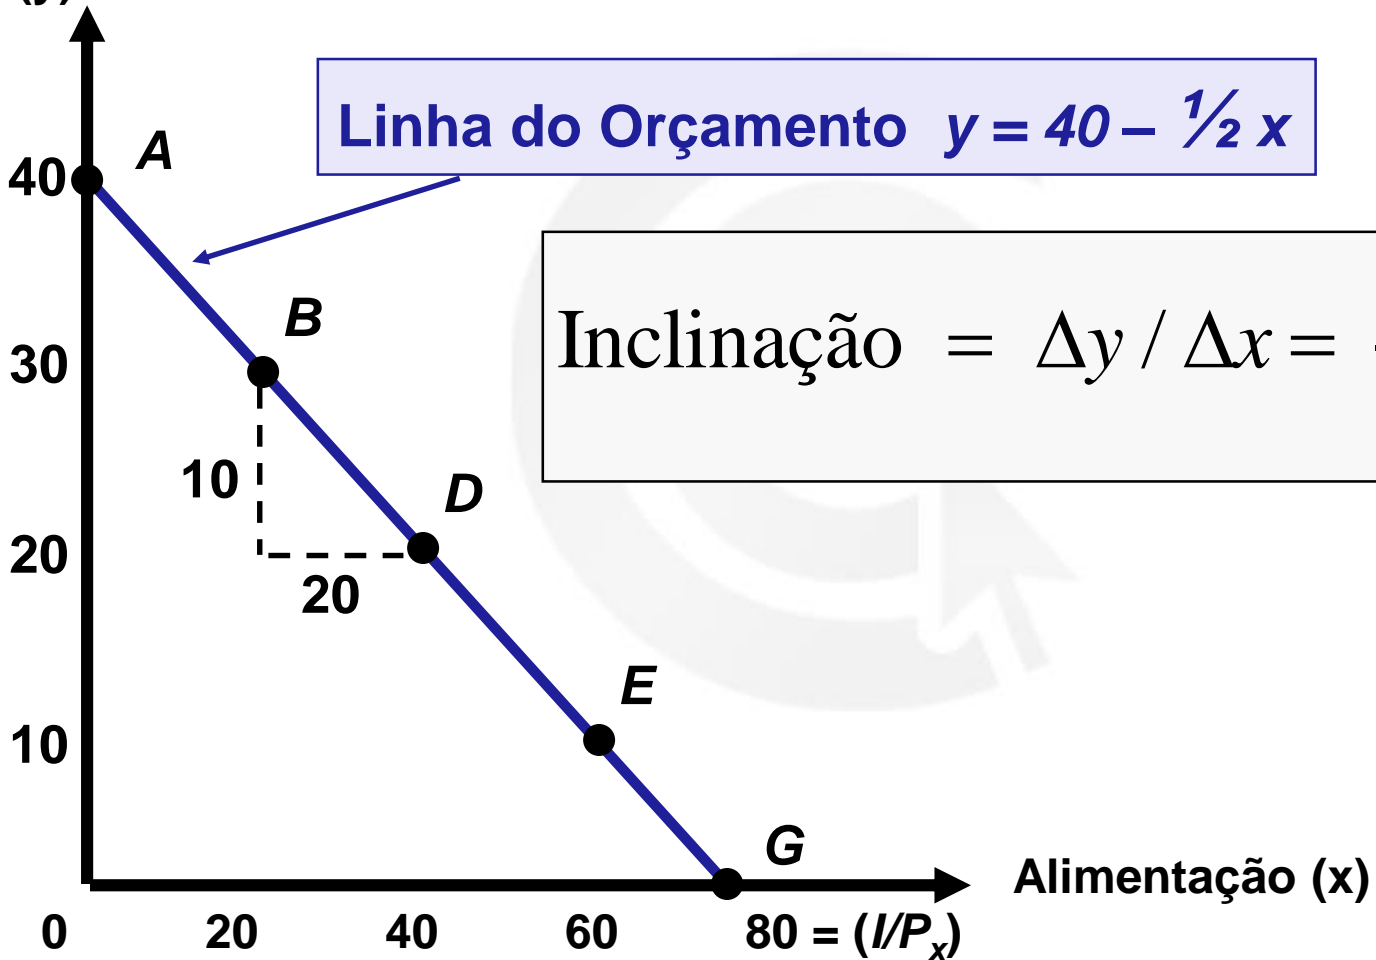 Linha do Orçamento y = 40 – ½ x
A
40
Inclinação = Δy / Δx =
B
30
10
D
20
20
E
10
G
Alimentação (x)
0 20 40 60 80 = (I/Px)